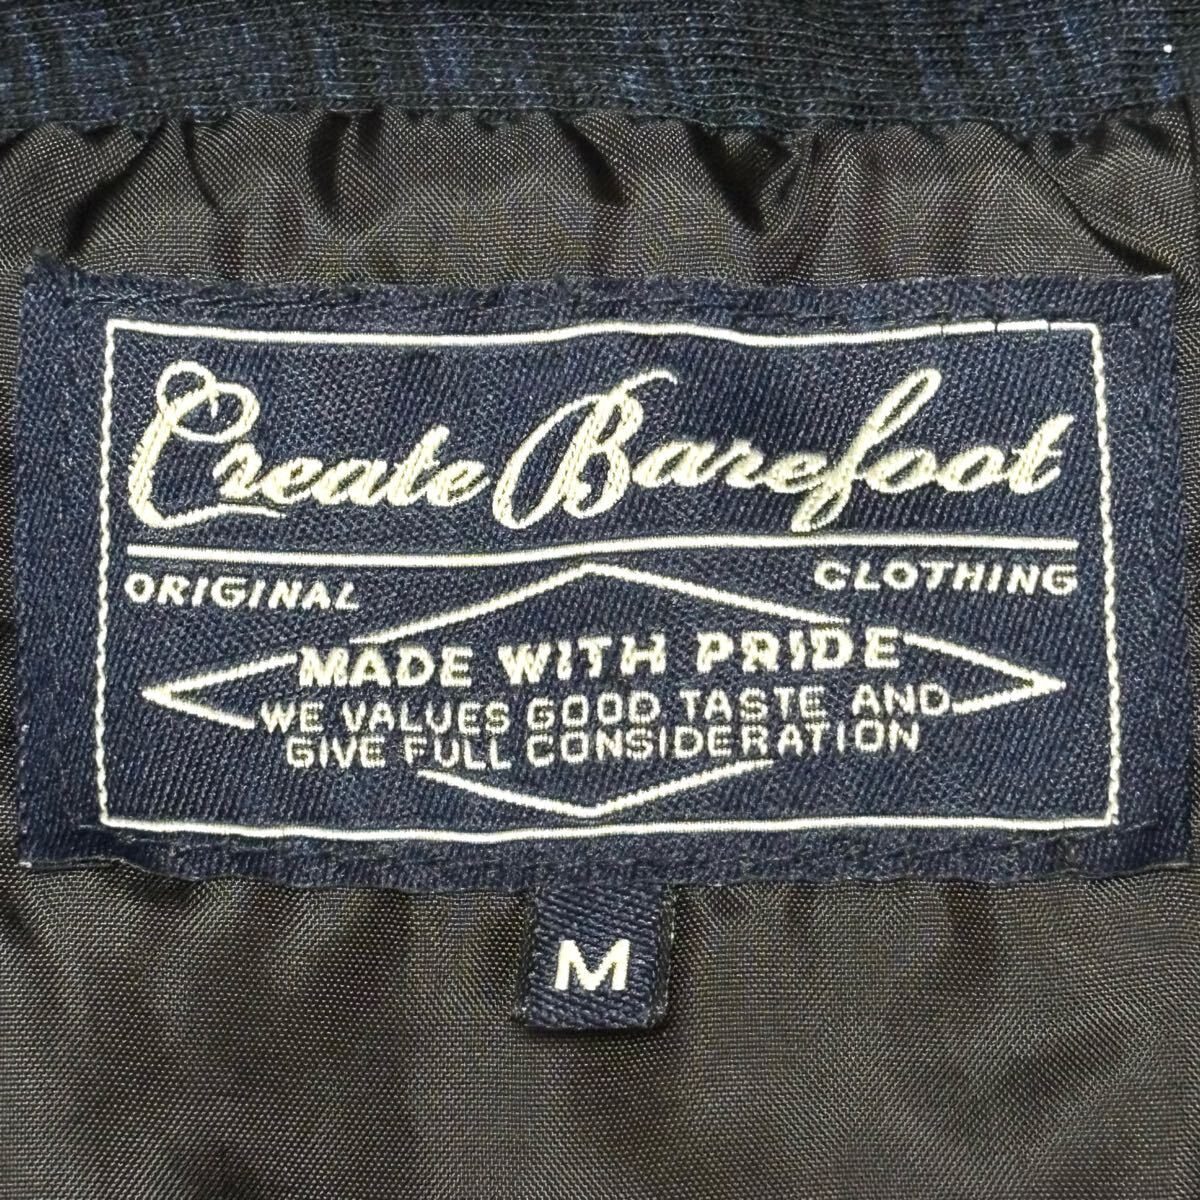 Create Barefoot
ORIGINAL CLOTHING
MADE WITH PRIDE
WE VALUES GOOD TASTE AND
GIVE FULL CONSIDERATION
M